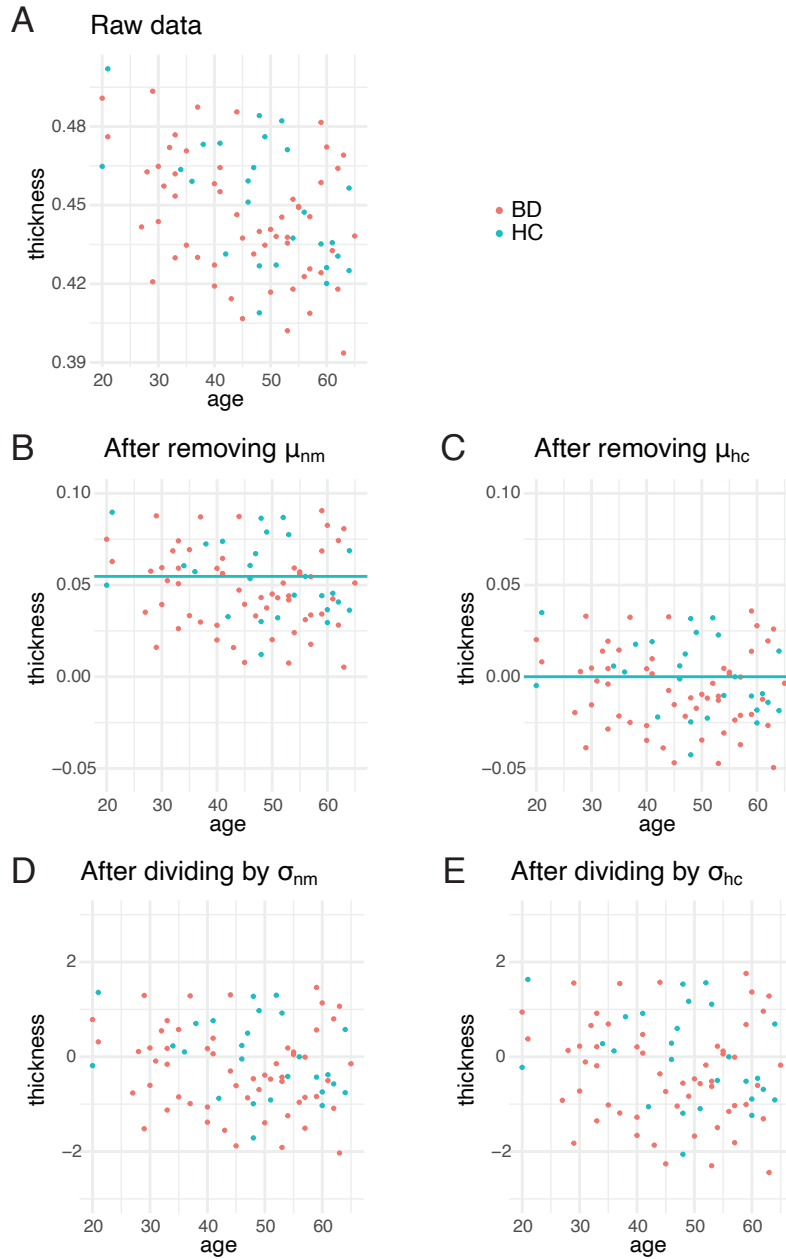 A Raw data
0.48
0.45
0.42
0.39
thickness
20 30 40 50 60
age
BD
HC
B After removing μnm
0.10
0.05
0.00
−0.05
thickness
20 30 40 50 60
age
C After removing μhc
0.10
0.05
0.00
−0.05
thickness
20 30 40 50 60
age
D After dividing by σnm
2
0
−2
thickness
20 30 40 50 60
age
E After dividing by σhc
2
0
−2
thickness
20 30 40 50 60
age